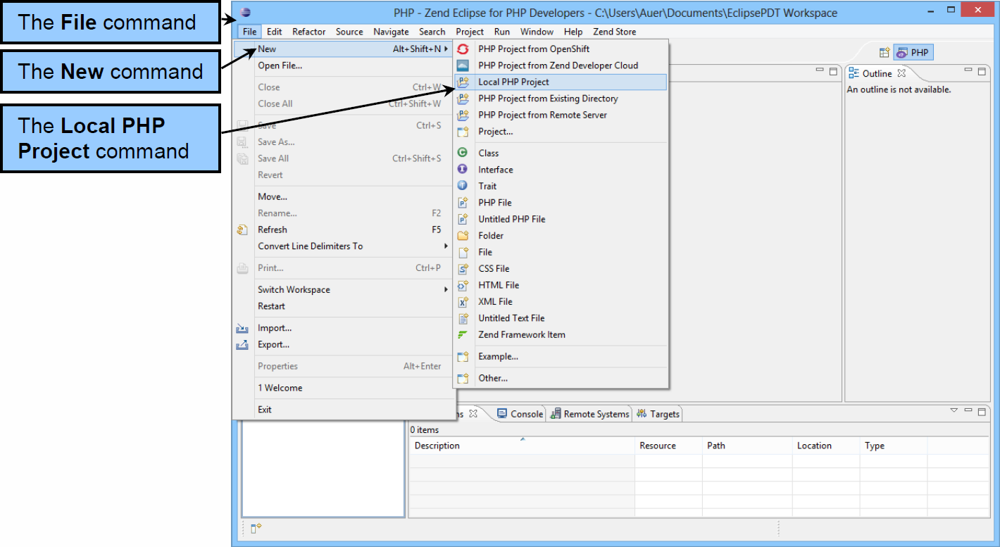 The File command
The New command
The Local PHP
Project command
PHP - Zend Eclipse for PHP Developers - C:\Users\Auer\Documents\EclipsePDT Workspace
File Edit Refactor Source Navigate Search Project Run Window Help Zend Store
New Alt+Shift+N
Open File...
Close Ctrl+W
Close All Ctrl+Shift+W
Save Ctrl+S
Save As...
Save All Ctrl+Shift+S
Revert
Move...
Rename... F2
Refresh F5
Convert Line Delimiters To
Print... Ctrl+P
Switch Workspace
Restart
Import...
Export...
Properties Alt+Enter
1 Welcome
Exit
PHP Project from OpenShift
PHP Project from Zend Developer Cloud
Local PHP Project
PHP Project from Existing Directory
PHP Project from Remote Server
Project...
Class
Interface
Trait
PHP File
Untitled PHP File
Folder
File
CSS File
HTML File
XML File
Untitled Text File
Zend Framework Item
Example...
Other...
PHP
Outline
An outline is not available.
Console Remote Systems Targets
0 items
Description Resource Path Location Type